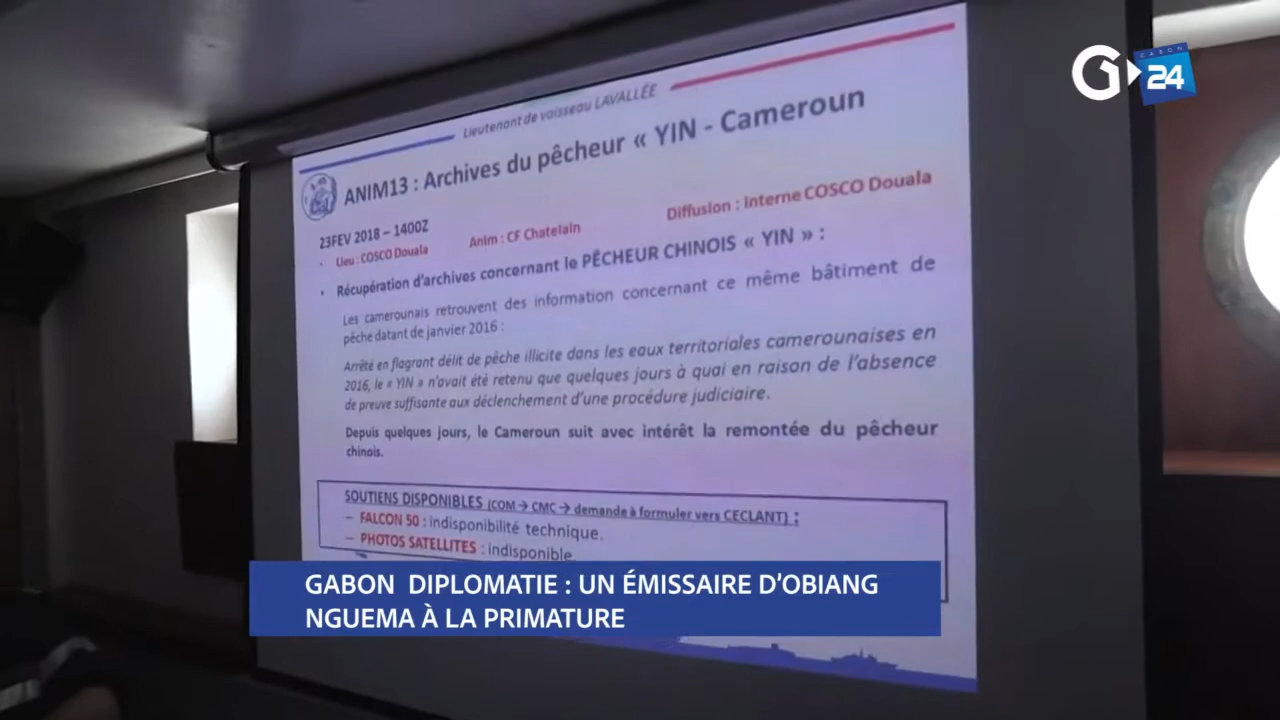 GABON
G 24
Lieutenant de vaisseau LAVALLÉE
ANIM13 : Archives du pêcheur « YIN - Cameroun
23FEV 2018 – 1400Z
• Lieu : COSCO Douala Anim : CF Chatelain Diffusion : Interne COSCO Douala
• Récupération d'archives concernant le PÊCHEUR CHINOIS « YIN » :
Les camerounais retrouvent des information concernant ce même bâtiment de
pêche datant de janvier 2016 :
Arrêté en flagrant délit de pêche illicite dans les eaux territoriales camerounaises en
2016, le « YIN » n'avait été retenu que quelques jours à quai en raison de l'absence
de preuve suffisante aux déclenchement d'une procédure judiciaire.
Depuis quelques jours, le Cameroun suit avec intérêt la remontée du pêcheur
chinois.
SOUTIENS DISPONIBLES (COM → CMC → demande à formuler vers CECLANT) :
– FALCON 50 : indisponibilité technique.
– PHOTOS SATELLITES : indisponible.
GABON DIPLOMATIE : UN ÉMISSAIRE D'OBIANG
NGUEMA À LA PRIMATURE